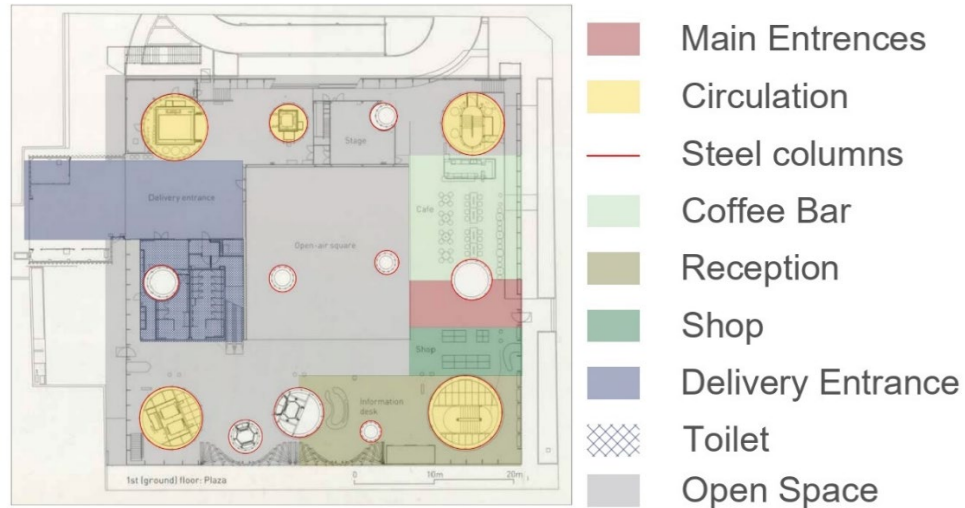 Stage
Delivery entrance
Cafe
Open-air square
Shop
Information
desk
0 10m 20m
1st (ground) floor: Plaza
Main Entrences
Circulation
Steel columns
Coffee Bar
Reception
Shop
Delivery Entrance
Toilet
Open Space